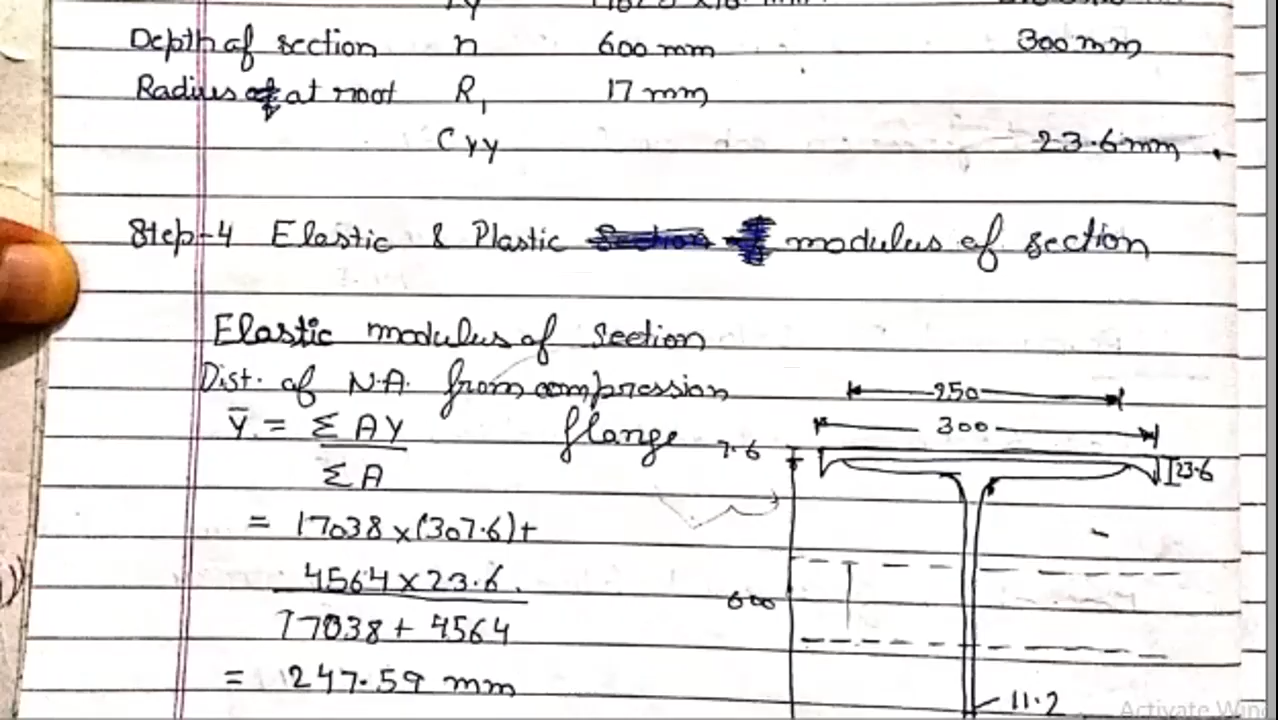 Depth of section h 600 mm 300 mm
Radius at root R1 17 mm
Cyy 23.6 mm
Step-4 Elastic & Plastic modulus of section
Elastic modulus of section
Dist. of N.A. from compression
flange
ȳ = ΣAY
ΣA
= 17038 × (307.6) +
4564 × 23.6
17038 + 4564
= 247.59 mm
250
300
7.6
23.6
600
11.2
Activate Wind